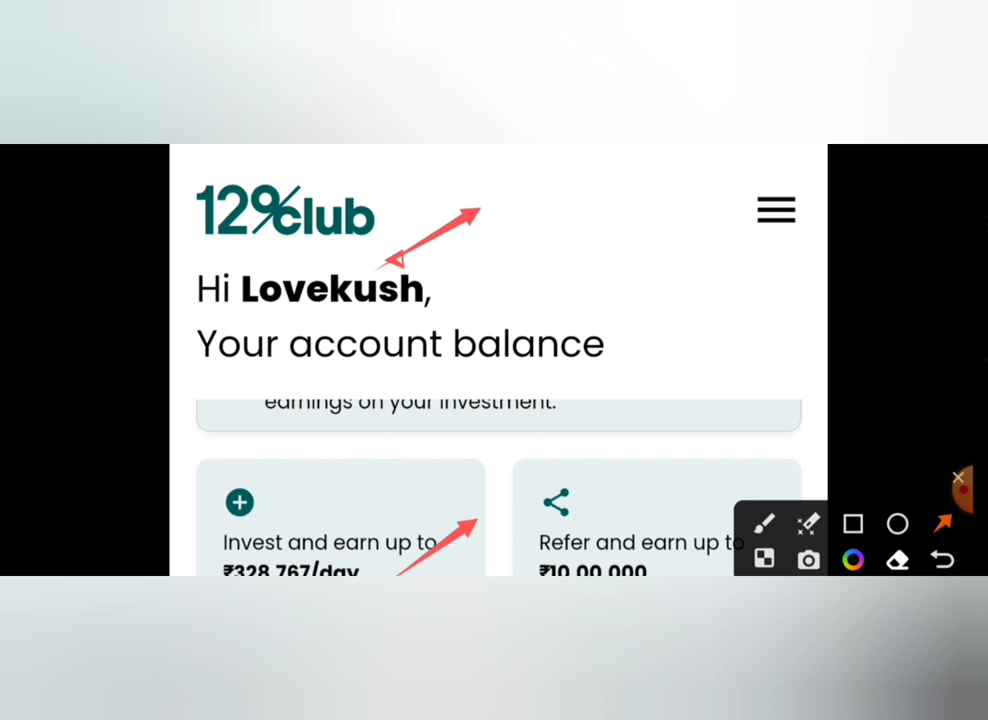 12%club
Hi Lovekush,
Your account balance
earnings on your investment.
Invest and earn up to
₹328,767/day
Refer and earn up to
₹10,00,000